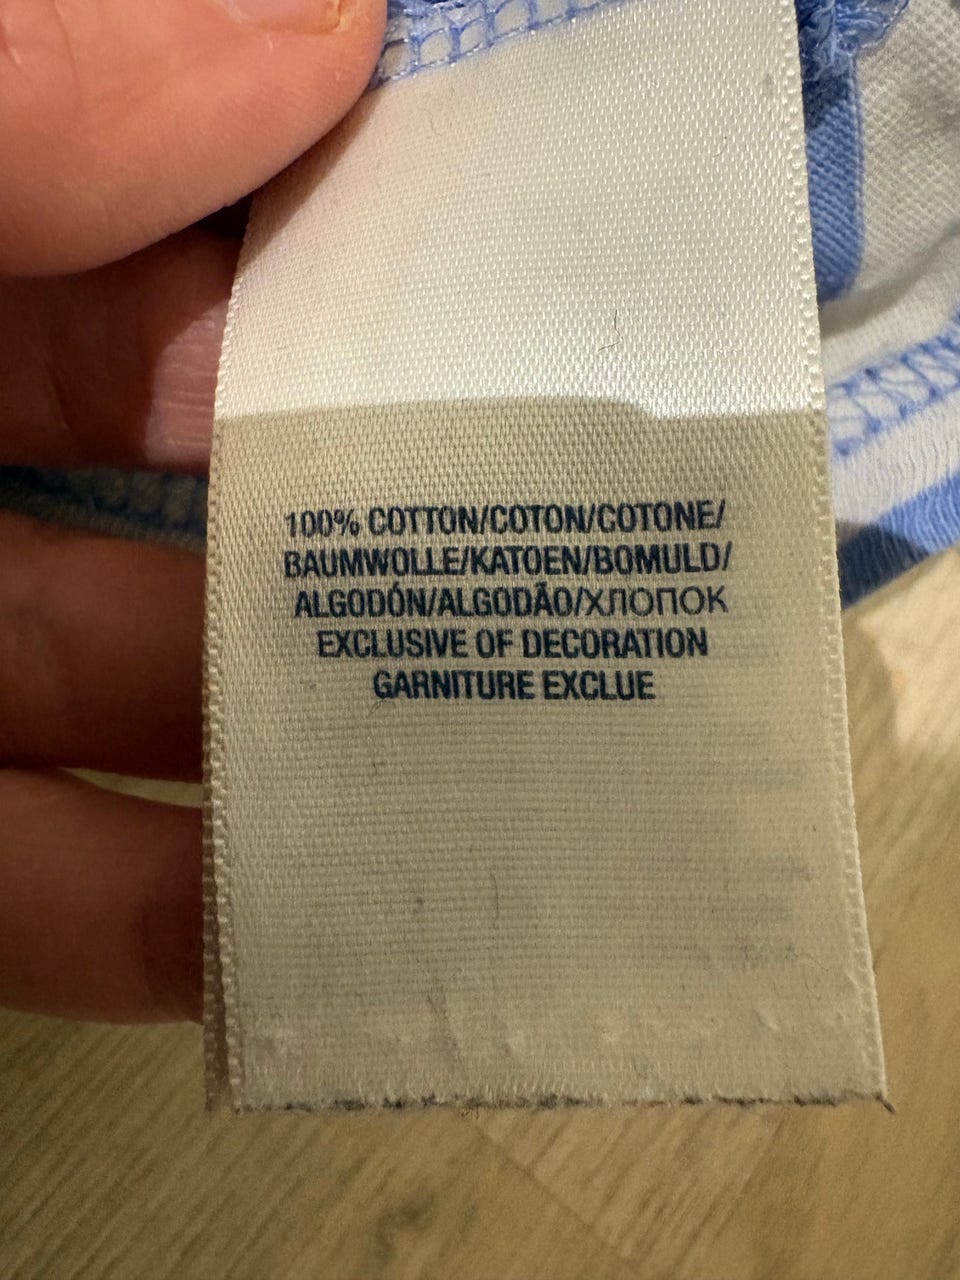 100% COTTON/COTON/COTONE/
BAUMWOLLE/KATOEN/BOMULD/
ALGODÓN/ALGODÃO/ХЛОПОК
EXCLUSIVE OF DECORATION
GARNITURE EXCLUE